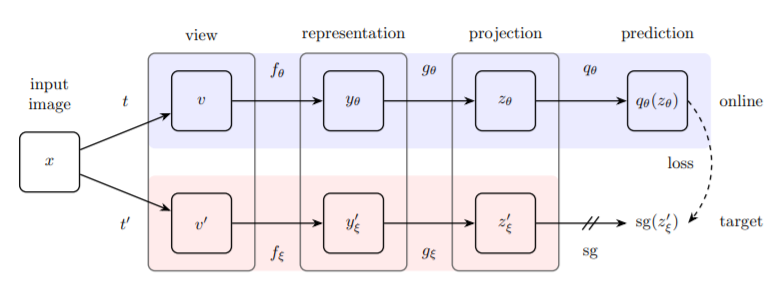 view
representation
projection
prediction
input
image
t
f_θ
g_θ
q_θ
v
y_θ
z_θ
q_θ(z_θ)
online
x
loss
t′
v′
y′_ξ
z′_ξ
sg(z′_ξ)
target
f_ξ
g_ξ
sg